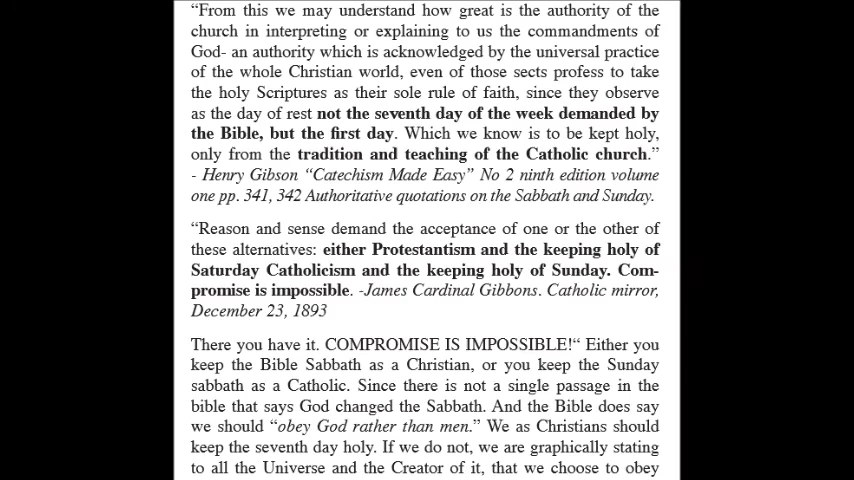 “From this we may understand how great is the authority of the
church in interpreting or explaining to us the commandments of
God- an authority which is acknowledged by the universal practice
of the whole Christian world, even of those sects profess to take
the holy Scriptures as their sole rule of faith, since they observe
as the day of rest not the seventh day of the week demanded by
the Bible, but the first day. Which we know is to be kept holy,
only from the tradition and teaching of the Catholic church.”
- Henry Gibson “Catechism Made Easy” No 2 ninth edition volume
one pp. 341, 342 Authoritative quotations on the Sabbath and Sunday.
“Reason and sense demand the acceptance of one or the other of
these alternatives: either Protestantism and the keeping holy of
Saturday Catholicism and the keeping holy of Sunday. Com-
promise is impossible. -James Cardinal Gibbons. Catholic mirror,
December 23, 1893
There you have it. COMPROMISE IS IMPOSSIBLE!“ Either you
keep the Bible Sabbath as a Christian, or you keep the Sunday
sabbath as a Catholic. Since there is not a single passage in the
bible that says God changed the Sabbath. And the Bible does say
we should “obey God rather than men.” We as Christians should
keep the seventh day holy. If we do not, we are graphically stating
to all the Universe and the Creator of it, that we choose to obey